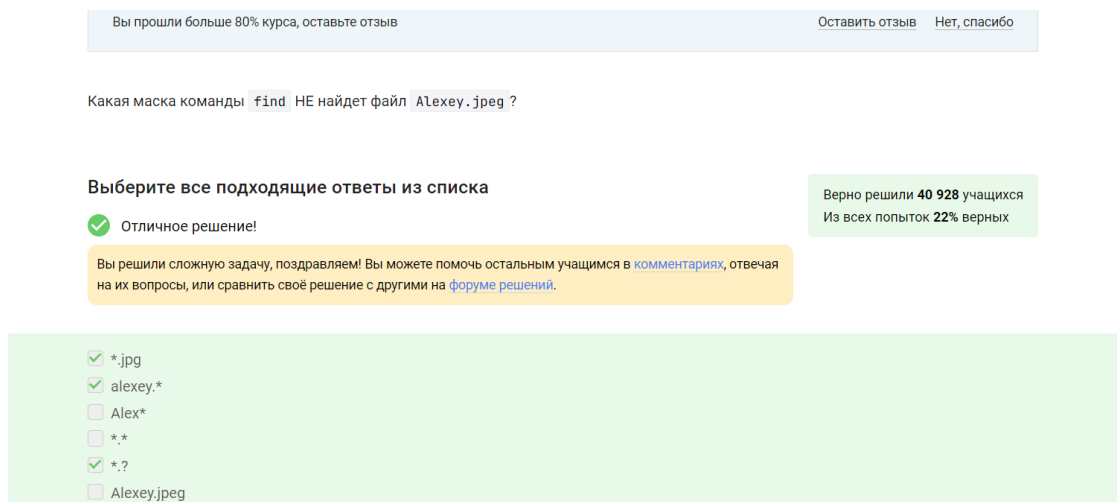 Вы прошли больше 80% курса, оставьте отзыв Оставить отзыв Нет, спасибо
Какая маска команды find НЕ найдет файл Alexey.jpeg ?
Выберите все подходящие ответы из списка
Верно решили 40 928 учащихся
Из всех попыток 22% верных
Отличное решение!
Вы решили сложную задачу, поздравляем! Вы можете помочь остальным учащимся в комментариях, отвечая
на их вопросы, или сравнить своё решение с другими на форуме решений.
*.jpg
alexey.*
Alex*
*.*
*.?
Alexey.jpeg